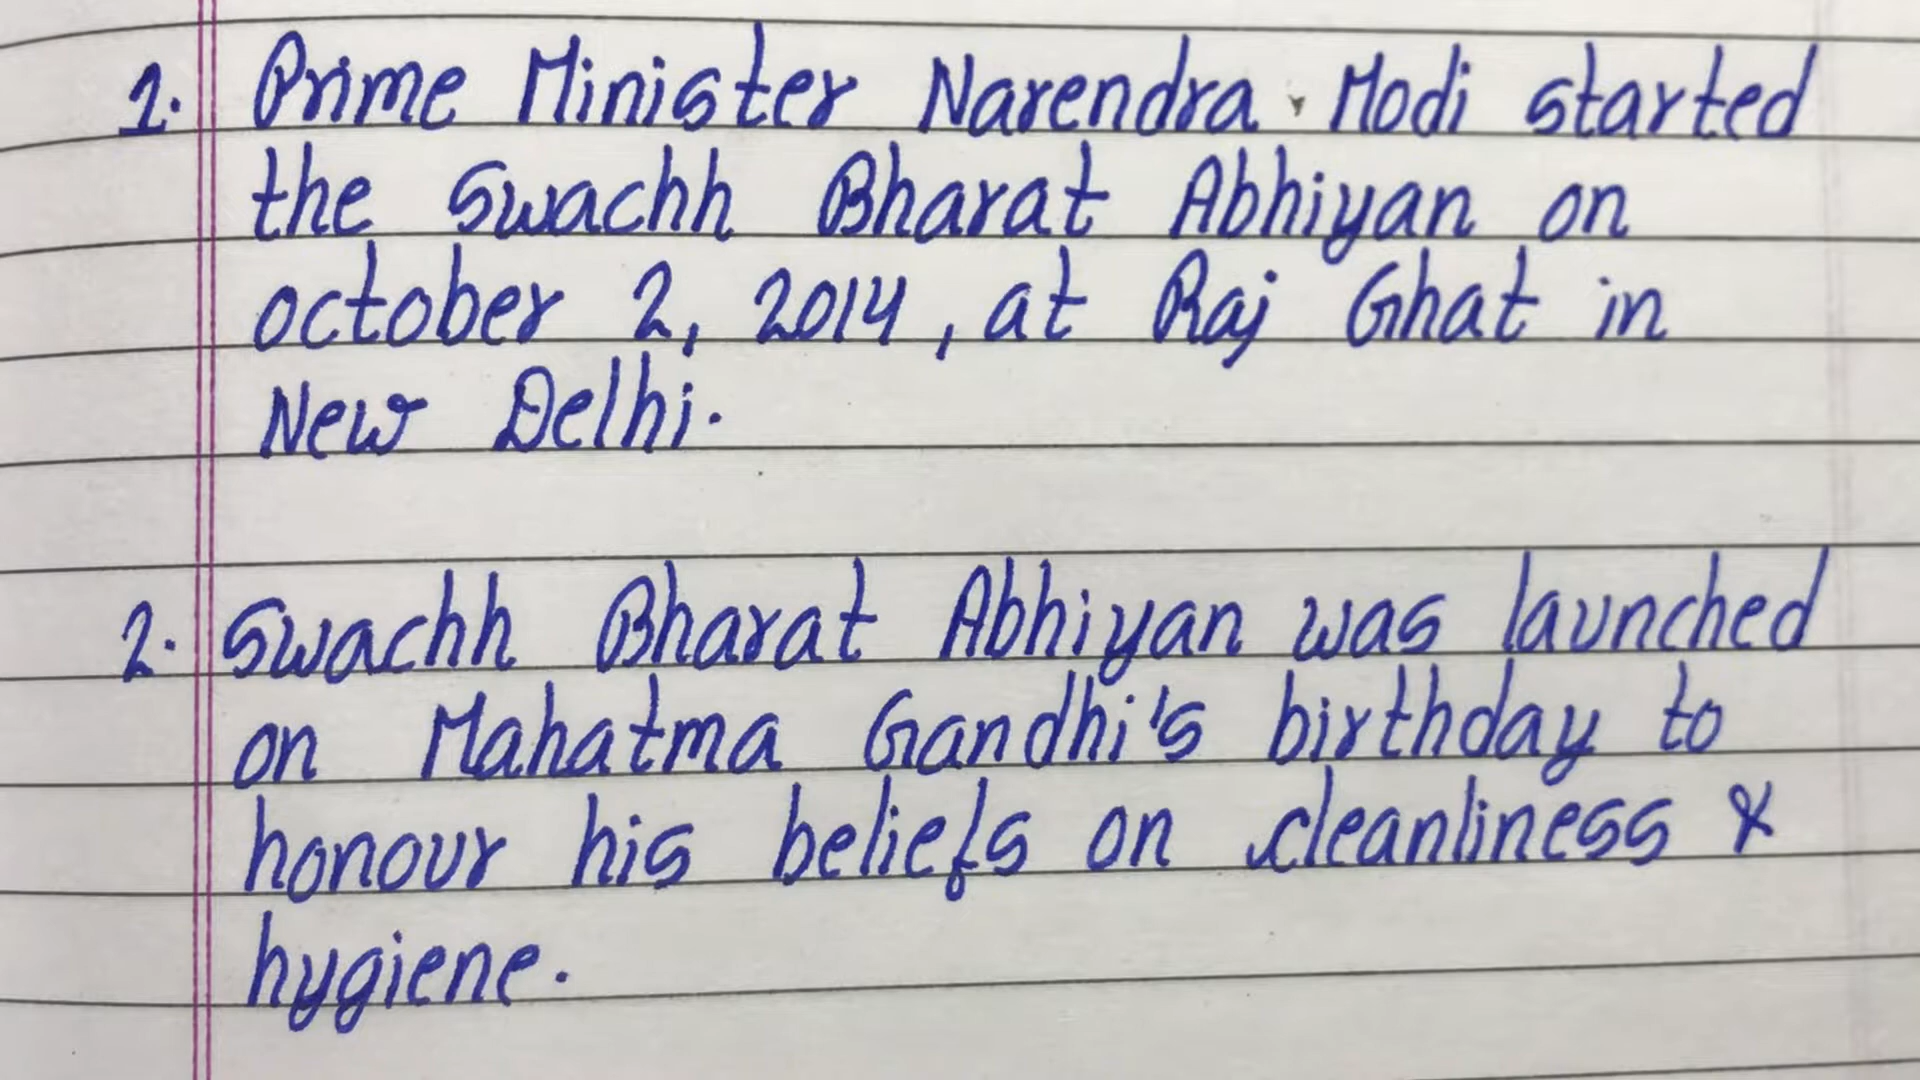 1. Prime Minister Narendra Modi started
the Swachh Bharat Abhiyan on
october 2, 2014, at Raj Ghat in
New Delhi.
2. Swachh Bharat Abhiyan was launched
on Mahatma Gandhi's birthday to
honour his beliefs on cleanliness &
hygiene.